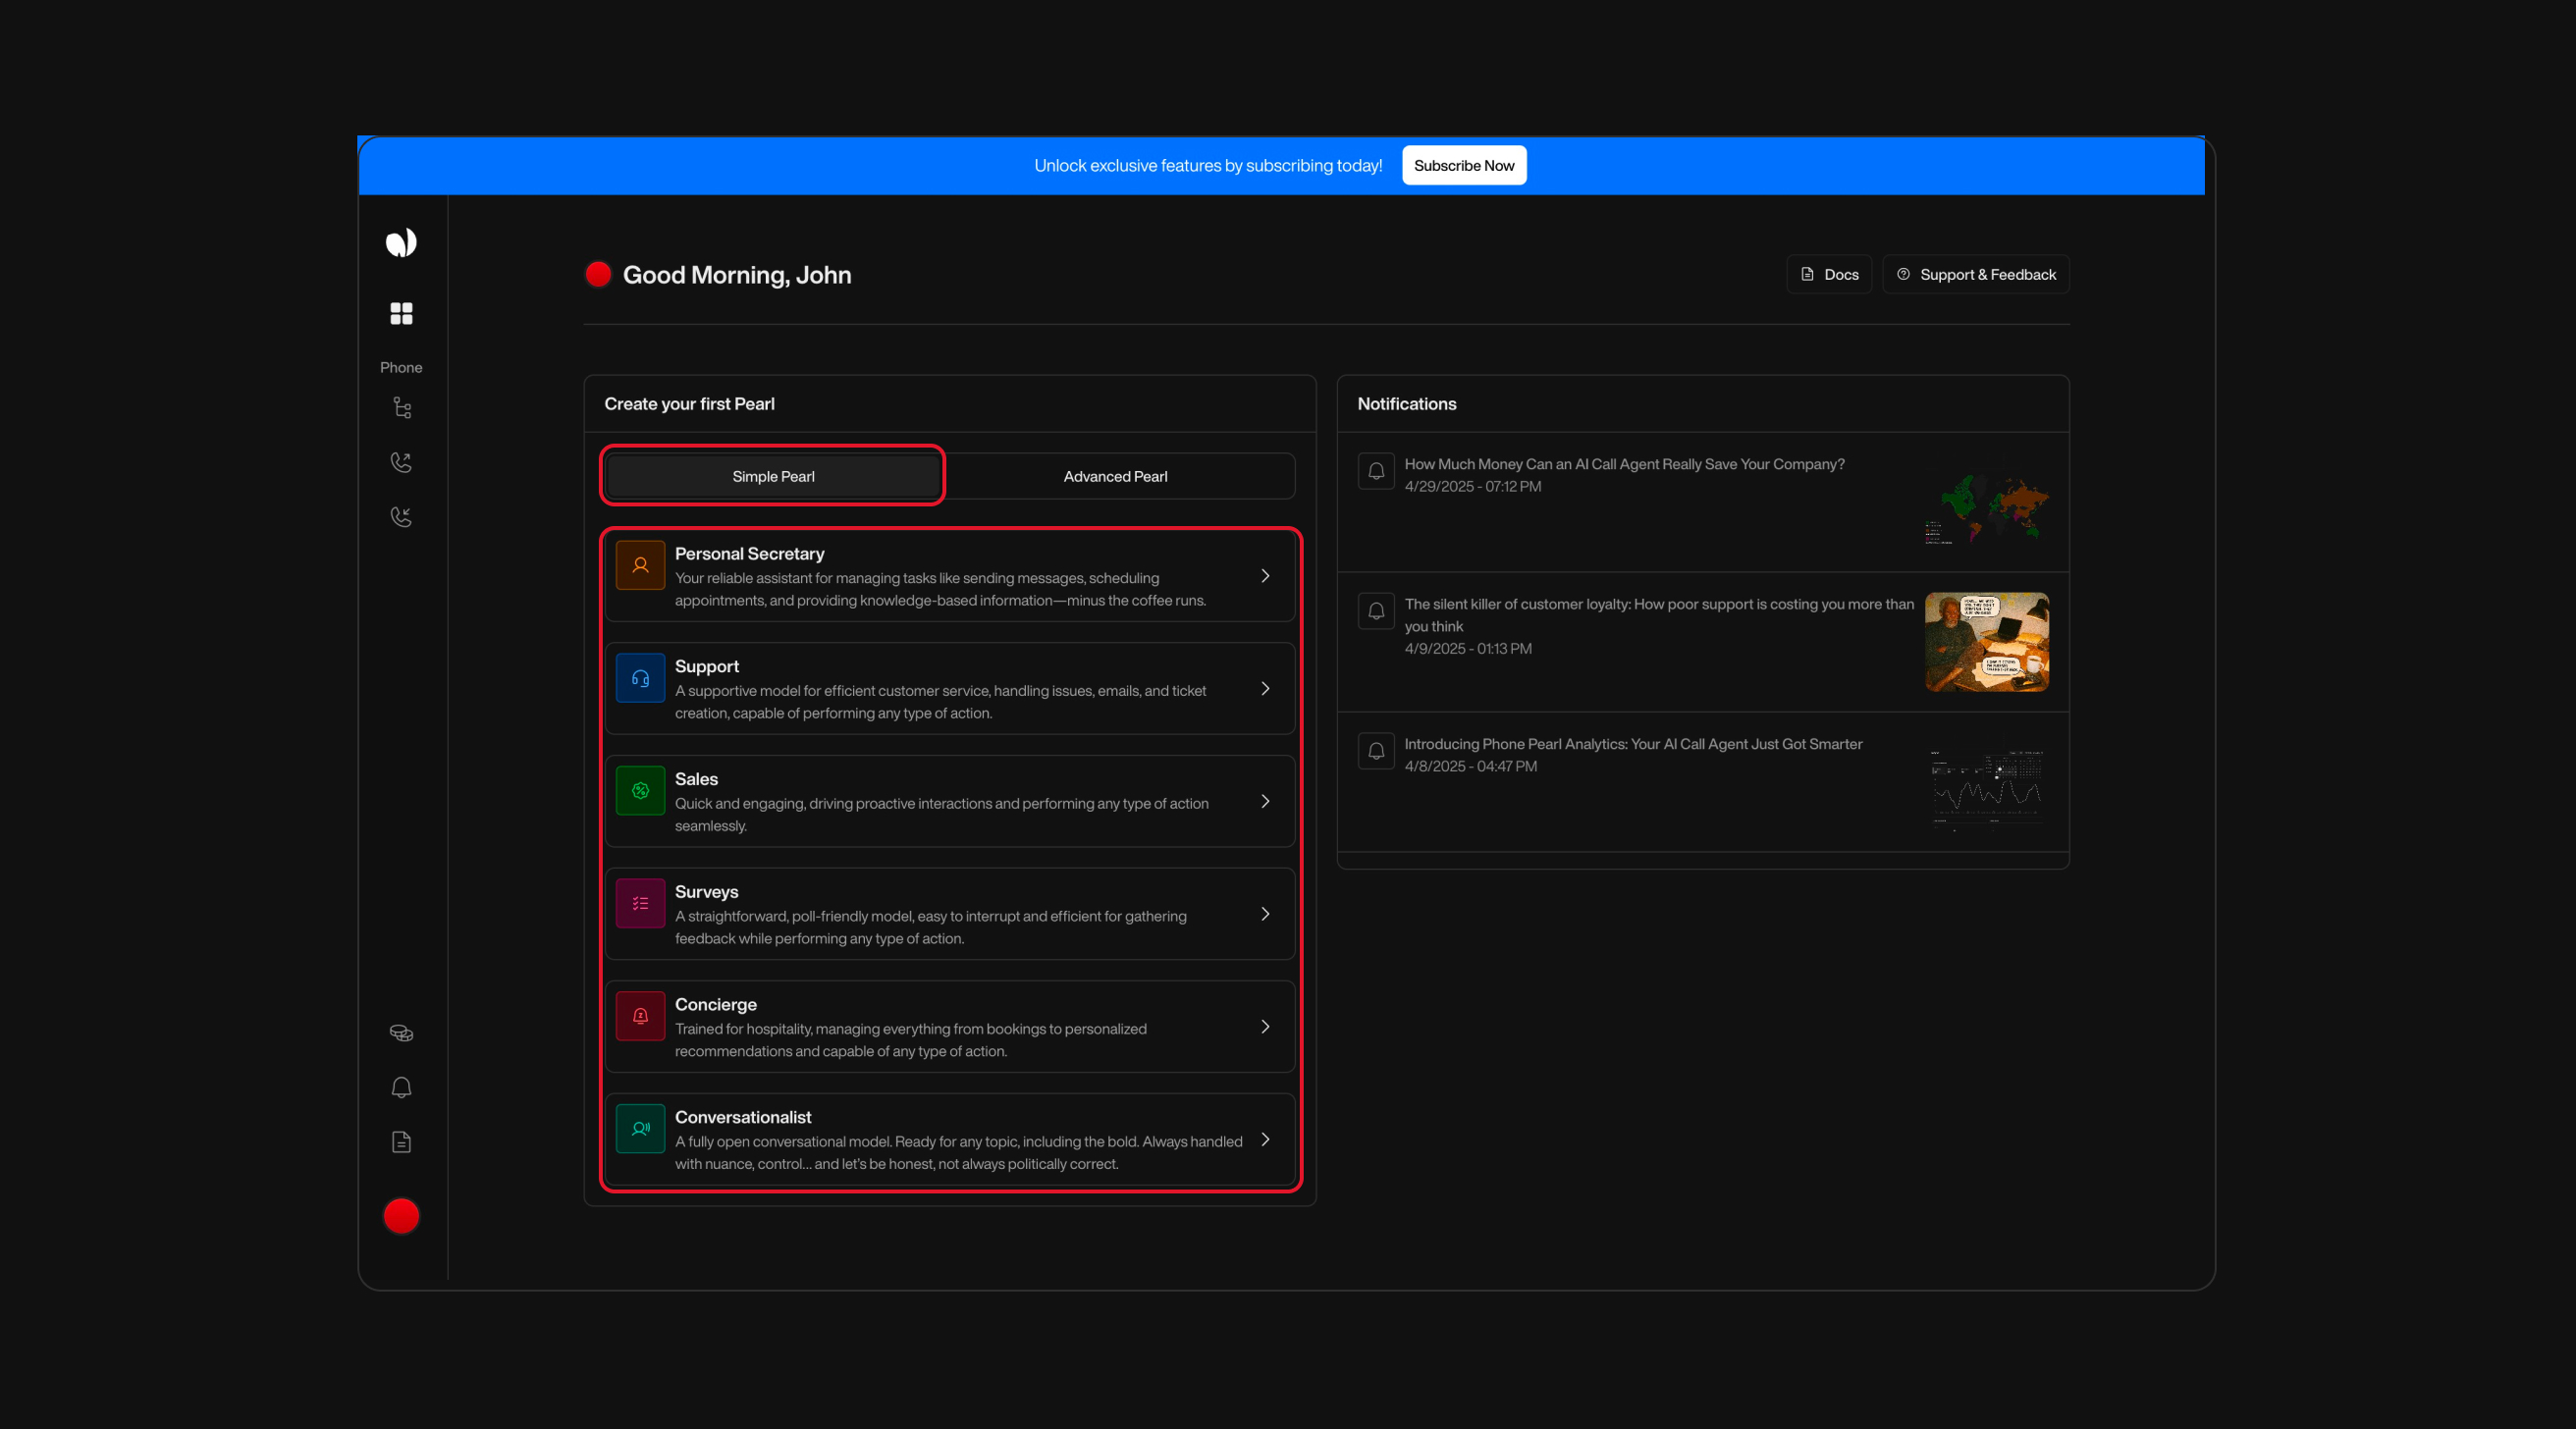 Unlock exclusive features by subscribing today!
Subscribe Now
Good Morning, John
Docs
Support & Feedback
Phone
Create your first Pearl
Simple Pearl
Advanced Pearl
Personal Secretary
Your reliable assistant for managing tasks like sending messages, scheduling
appointments, and providing knowledge-based information—minus the coffee runs.
Support
A supportive model for efficient customer service, handling issues, emails, and ticket
creation, capable of performing any type of action.
Sales
Quick and engaging, driving proactive interactions and performing any type of action
seamlessly.
Surveys
A straightforward, poll-friendly model, easy to interrupt and efficient for gathering
feedback while performing any type of action.
Concierge
Trained for hospitality, managing everything from bookings to personalized
recommendations and capable of any type of action.
Conversationalist
A fully open conversational model. Ready for any topic, including the bold. Always handled
with nuance, control... and let's be honest, not always politically correct.
Notifications
How Much Money Can an AI Call Agent Really Save Your Company?
4/29/2025 - 07:12 PM
The silent killer of customer loyalty: How poor support is costing you more than
you think
4/9/2025 - 01:13 PM
Introducing Phone Pearl Analytics: Your AI Call Agent Just Got Smarter
4/8/2025 - 04:47 PM